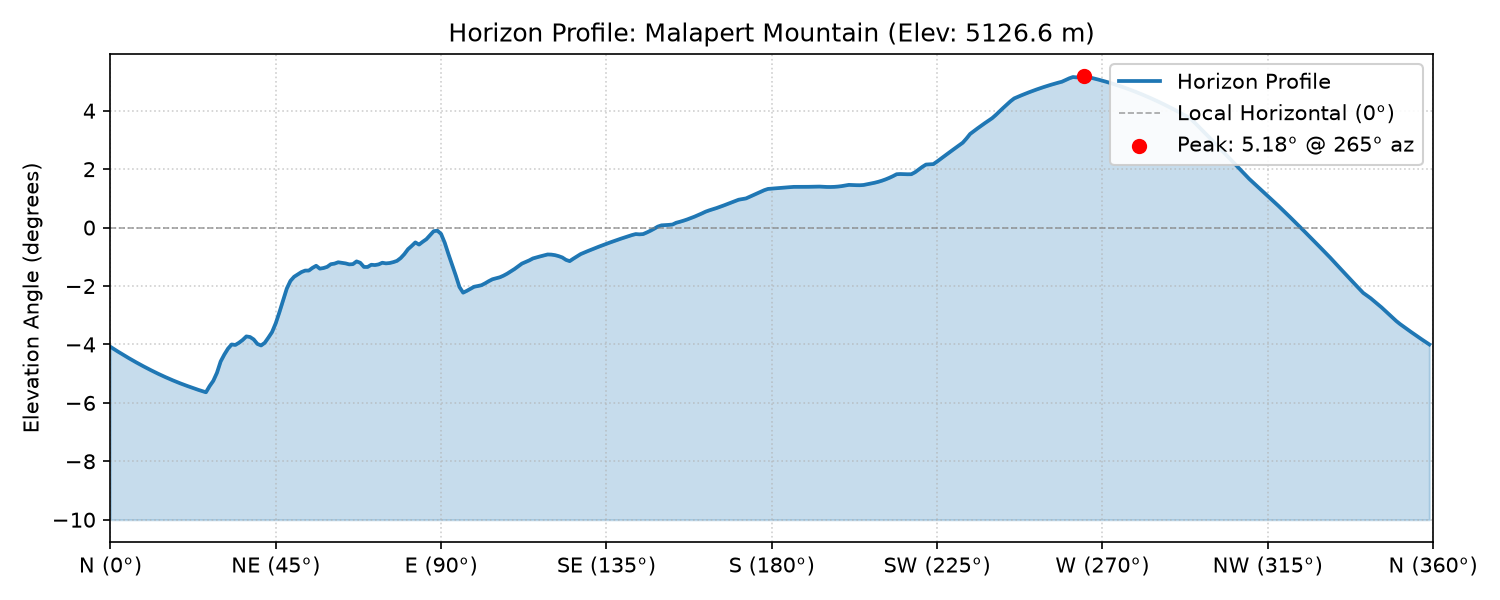 Horizon Profile: Malapert Mountain (Elev: 5126.6 m)
Horizon Profile
Local Horizontal (0°)
Peak: 5.18° @ 265° az
Elevation Angle (degrees)
4
2
0
−2
−4
−6
−8
−10
N (0°) NE (45°) E (90°) SE (135°) S (180°) SW (225°) W (270°) NW (315°) N (360°)